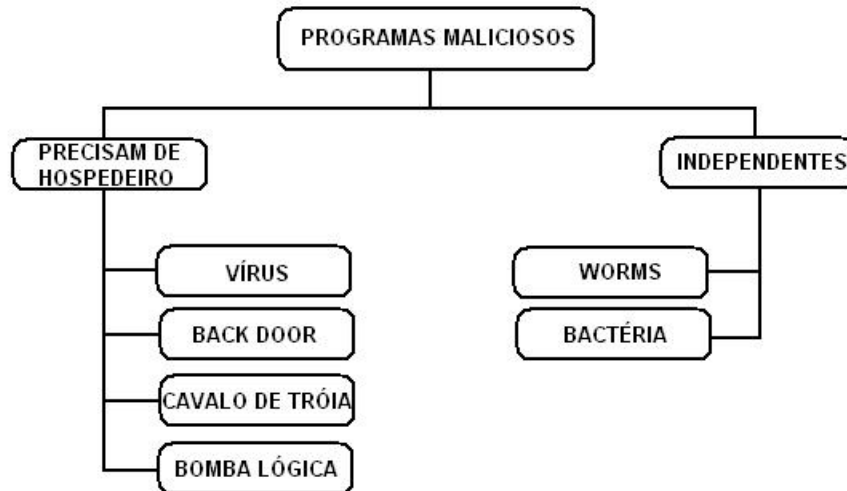 PROGRAMAS MALICIOSOS
PRECISAM DE
HOSPEDEIRO
INDEPENDENTES
VÍRUS
WORMS
BACK DOOR
BACTÉRIA
CAVALO DE TRÓIA
BOMBA LÓGICA